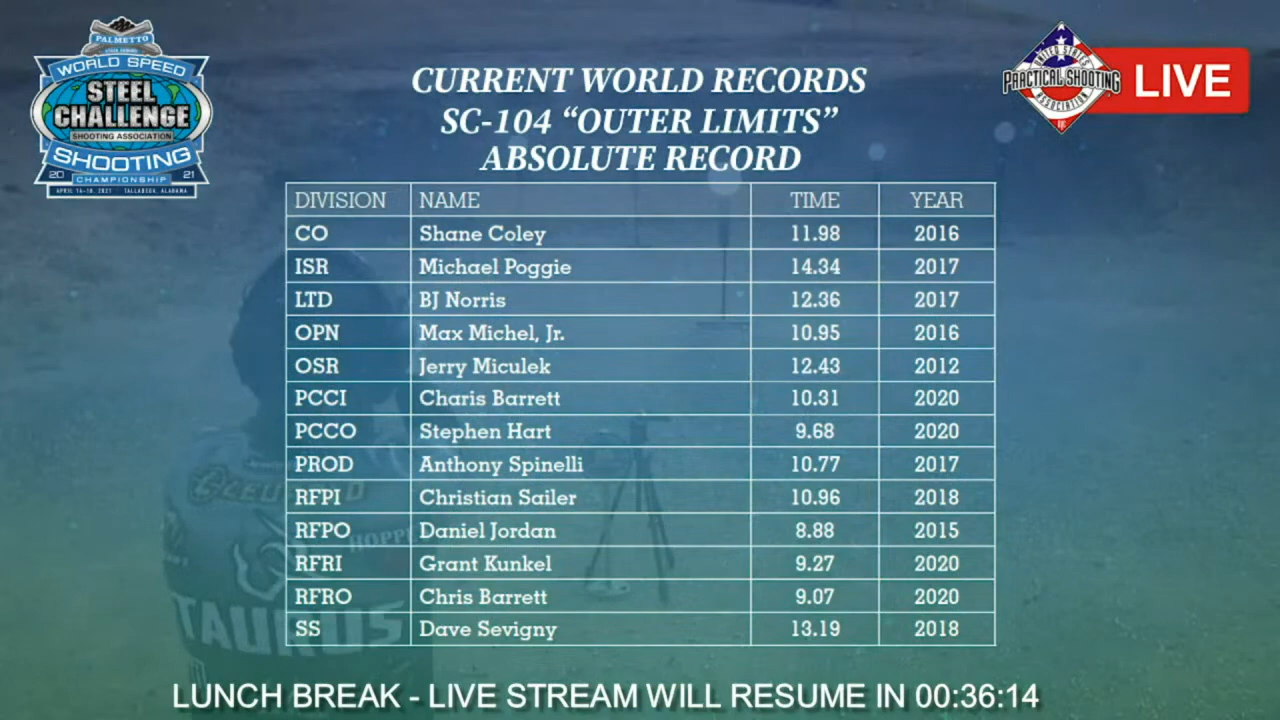 PALMETTO
WORLD SPEED
STEEL
CHALLENGE
SHOOTING ASSOCIATION
SHOOTING
20 CHAMPIONSHIP 21
CURRENT WORLD RECORDS
SC-104 “OUTER LIMITS”
ABSOLUTE RECORD
UNITED STATES
PRACTICAL SHOOTING
ASSOCIATION
LIVE
DIVISION NAME TIME YEAR
CO Shane Coley 11.98 2016
ISR Michael Poggie 14.34 2017
LTD BJ Norris 12.36 2017
OPN Max Michel, Jr. 10.95 2016
OSR Jerry Miculek 12.43 2012
PCCI Charis Barrett 10.31 2020
PCCO Stephen Hart 9.68 2020
PROD Anthony Spinelli 10.77 2017
RFPI Christian Sailer 10.96 2018
RFPO Daniel Jordan 8.88 2015
RFRI Grant Kunkel 9.27 2020
RFRO Chris Barrett 9.07 2020
SS Dave Sevigny 13.19 2018
TAURUS
LUNCH BREAK - LIVE STREAM WILL RESUME IN 00:36:14